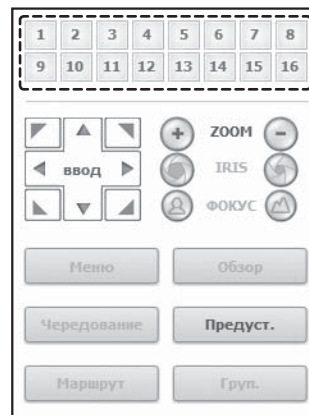 1 2 3 4 5 6 7 8
9 10 11 12 13 14 15 16
ZOOM
ввод IRIS
ФОКУС
Меню Обзор
Чередование Предуст.
Маршрут Груп.